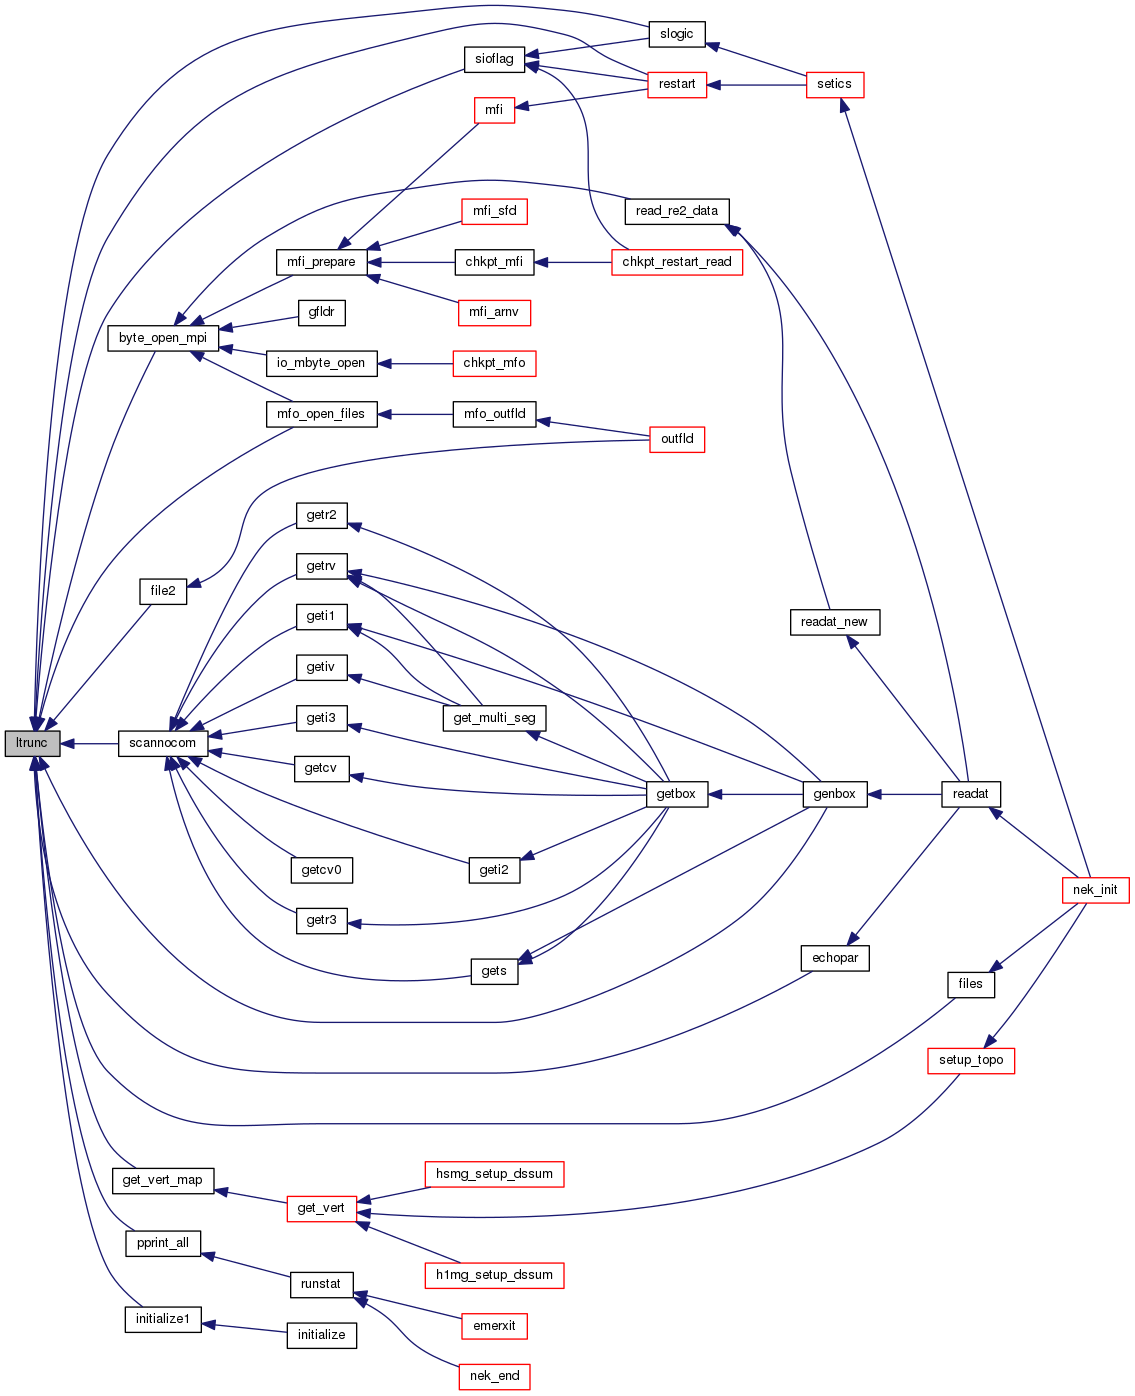 slogic
sioflag
restart
setics
mfi
mfi_sfd
read_re2_data
mfi_prepare
chkpt_mfi
chkpt_restart_read
gfldr
mfi_arnv
byte_open_mpi
io_mbyte_open
chkpt_mfo
mfo_open_files
mfo_outfld
outfld
getr2
getrv
file2
geti1
readat_new
getiv
geti3
get_multi_seg
ltrunc
scannocom
getcv
getbox
genbox
readat
getcv0
geti2
nek_init
getr3
gets
echopar
files
setup_topo
get_vert_map
hsmg_setup_dssum
get_vert
pprint_all
h1mg_setup_dssum
runstat
initialize1
emerxit
initialize
nek_end